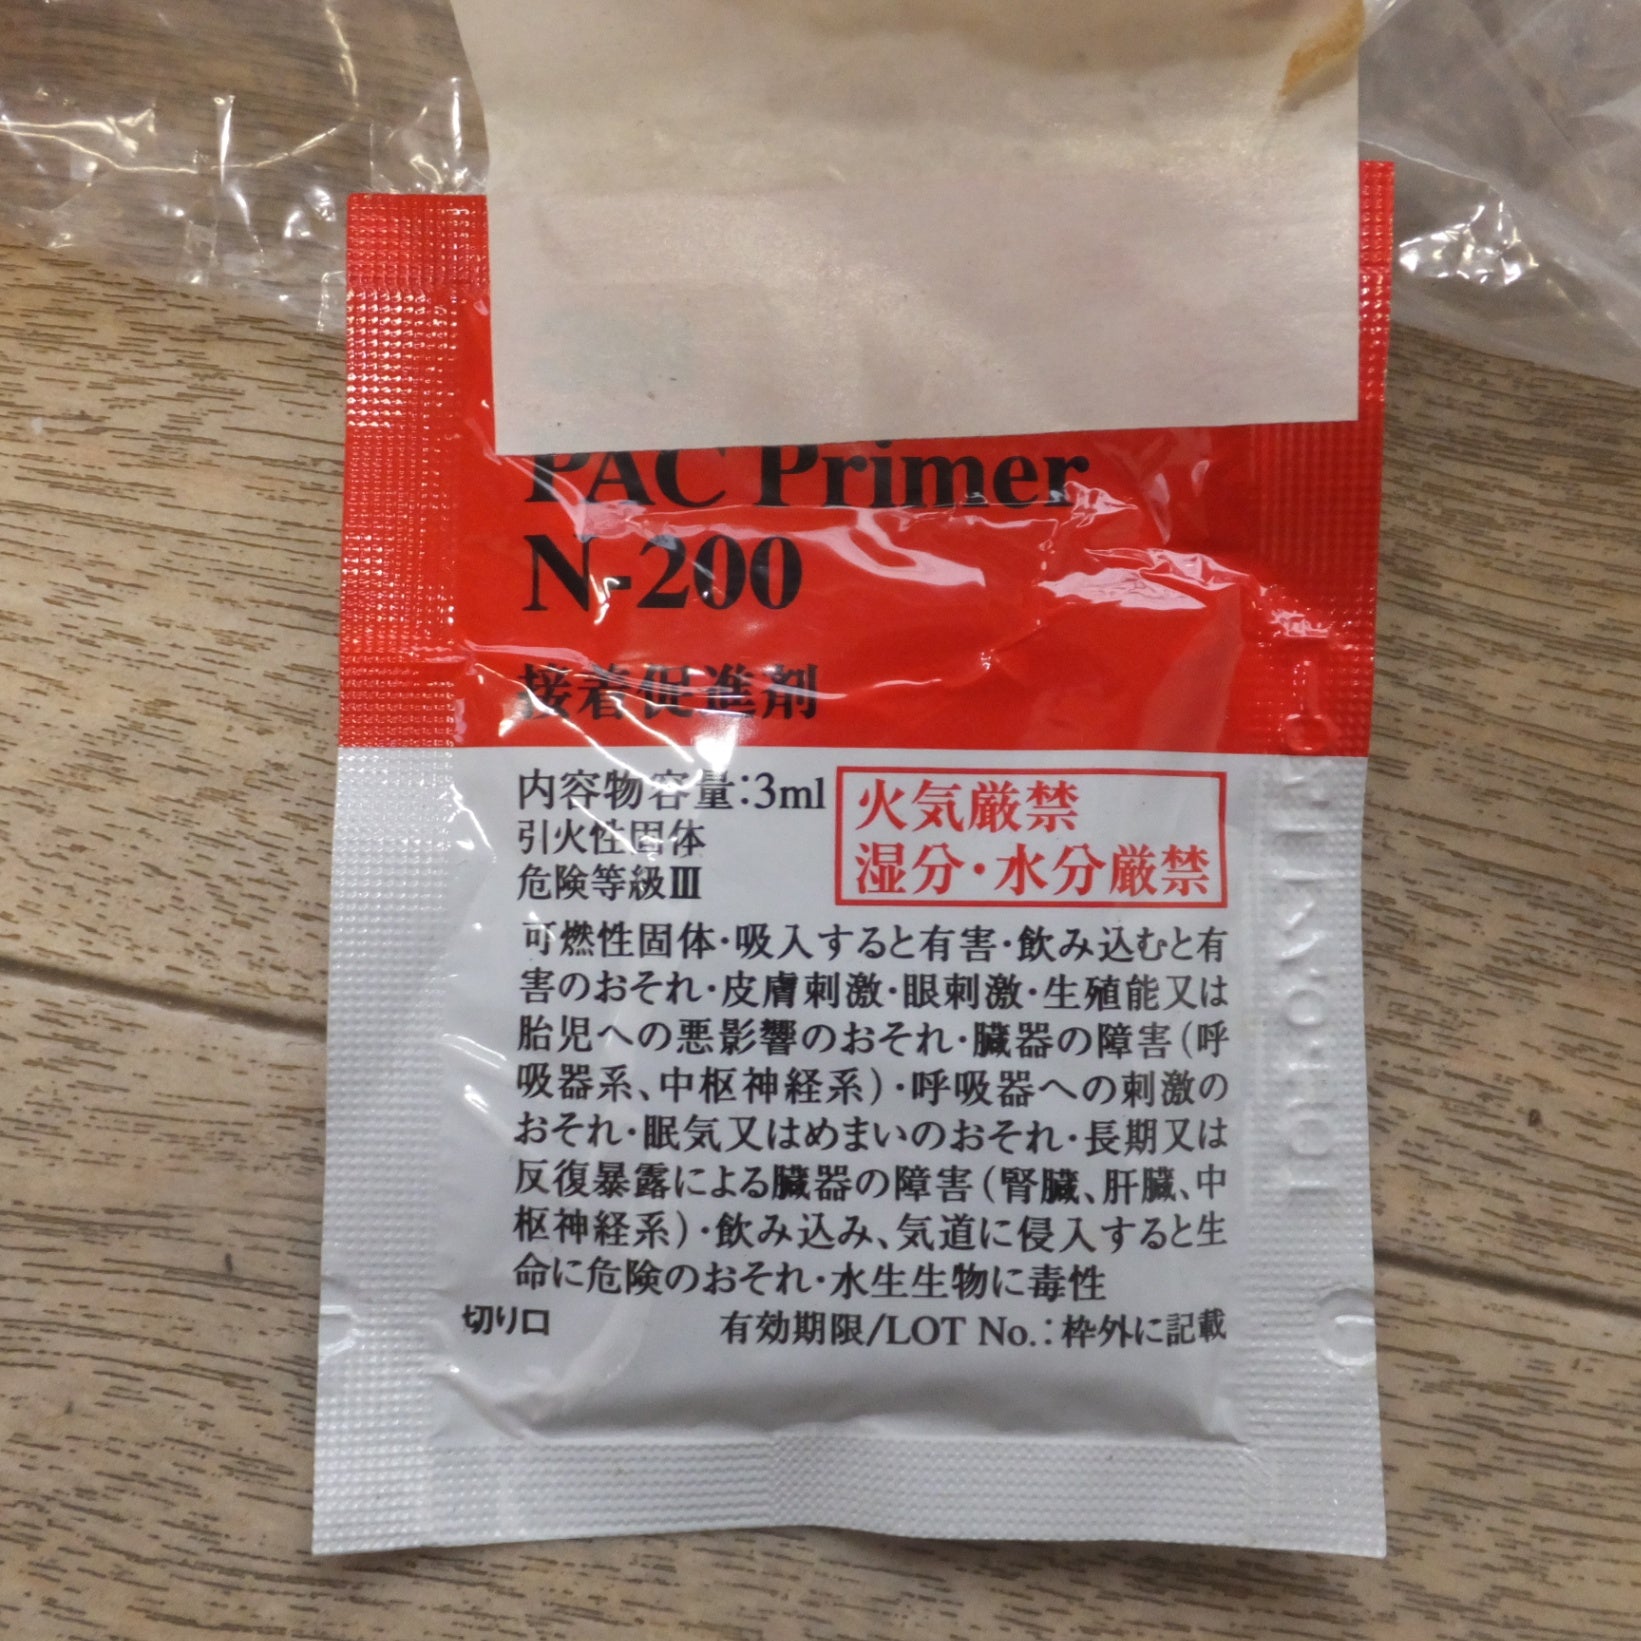 PAC Primer
N-200
接着促進剤
内容物容量:3ml
引火性固体
危険等級Ⅲ
火気厳禁
湿分・水分厳禁
可燃性固体・吸入すると有害・飲み込むと有
害のおそれ・皮膚刺激・眼刺激・生殖能又は
胎児への悪影響のおそれ・臓器の障害(呼
吸器系、中枢神経系)・呼吸器への刺激の
おそれ・眠気又はめまいのおそれ・長期又は
反復暴露による臓器の障害(腎臓、肝臓、中
枢神経系)・飲み込み、気道に侵入すると生
命に危険のおそれ・水生生物に毒性
切り口
有効期限/LOT No.:枠外に記載